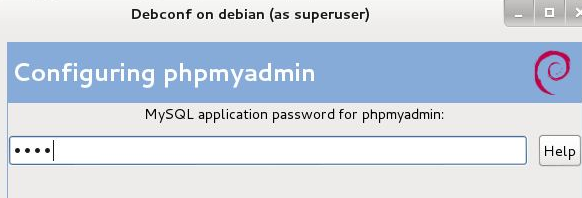 Debconf on debian (as superuser)
Configuring phpmyadmin
MySQL application password for phpmyadmin:
••••
Help